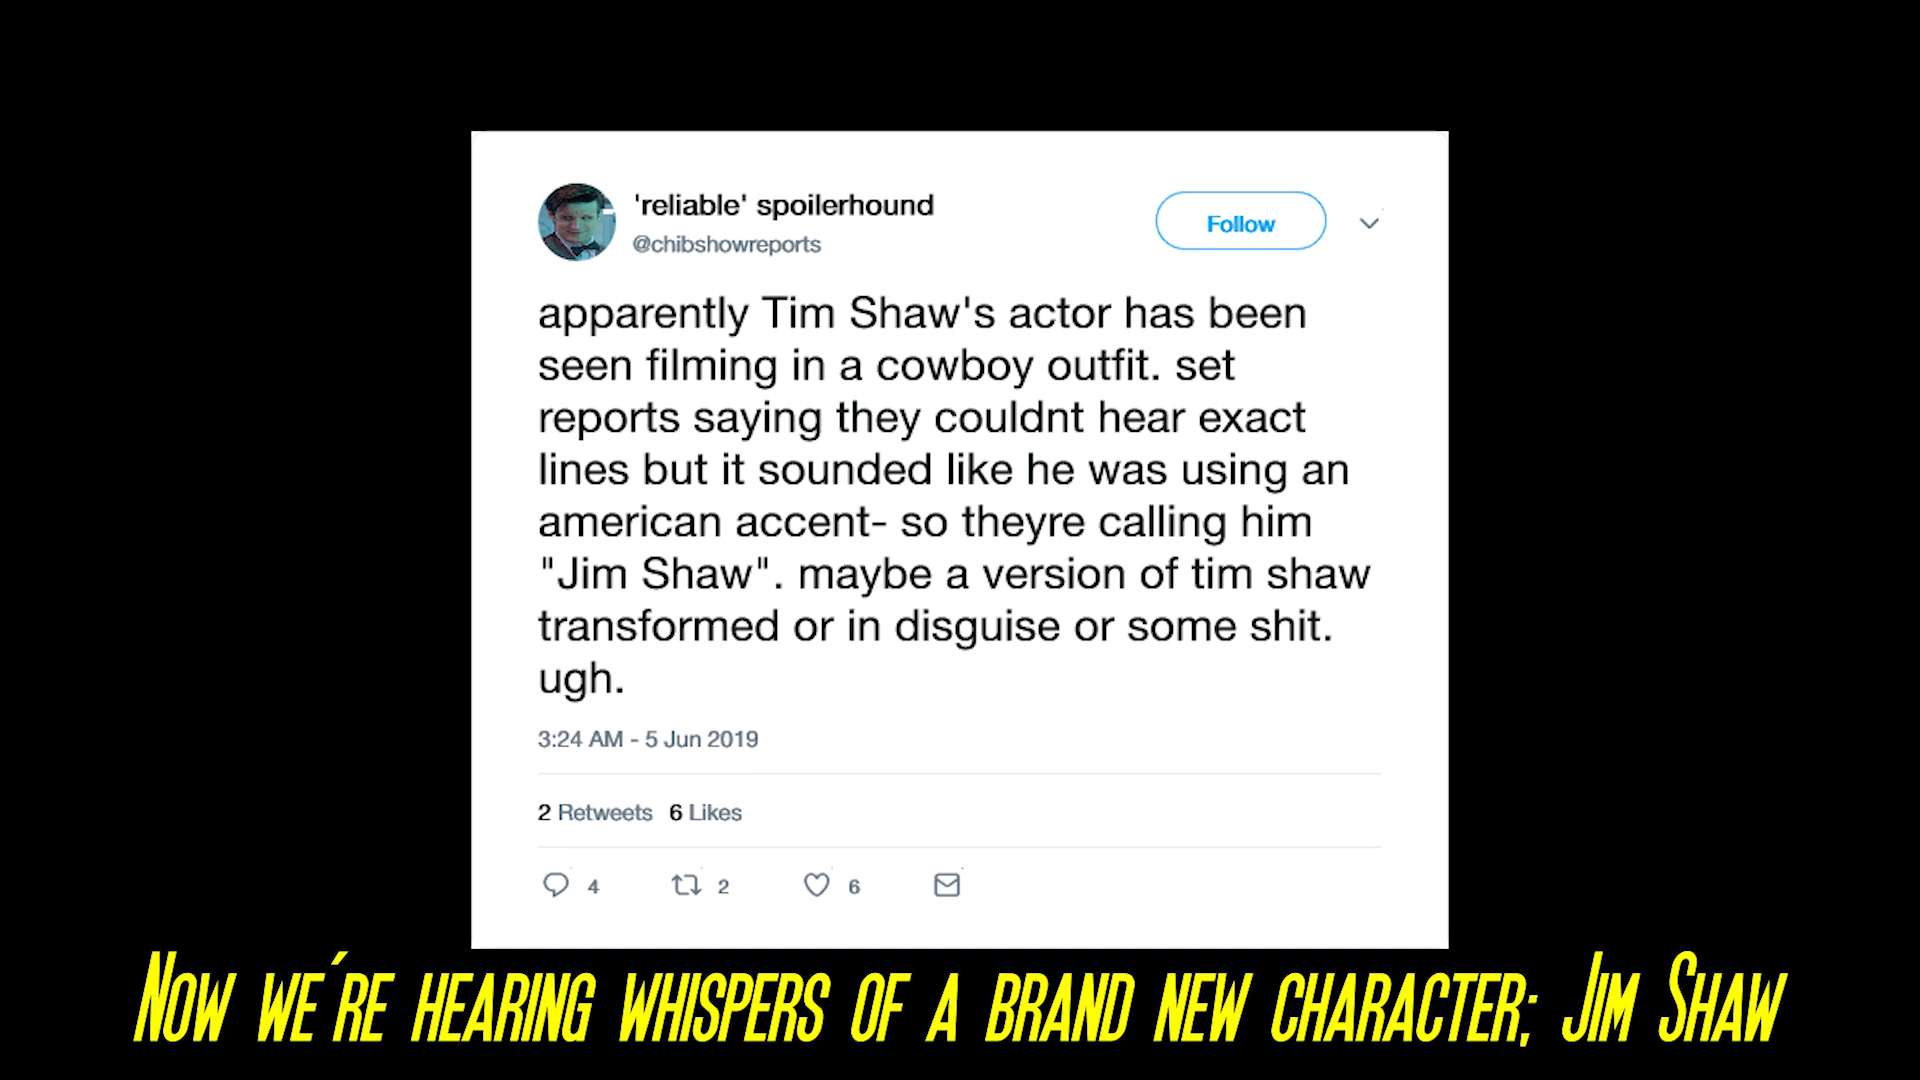 'reliable' spoilerhound
@chibshowreports
Follow
apparently Tim Shaw's actor has been
seen filming in a cowboy outfit. set
reports saying they couldnt hear exact
lines but it sounded like he was using an
american accent- so theyre calling him
"Jim Shaw". maybe a version of tim shaw
transformed or in disguise or some shit.
ugh.
3:24 AM - 5 Jun 2019
2 Retweets 6 Likes
4 2 6
Now we're hearing whispers of a brand new character; Jim Shaw